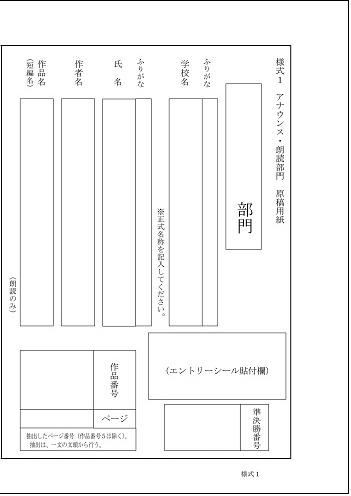 様式１　アナウンス・朗読部門　原稿用紙
部門
ふりがな
学校名
※正式名称を記入してください。
ふりがな
氏　名
作者名
作品名
（短編名）
（朗読のみ）
（エントリーシール貼付欄）
準決勝番号
作品番号
ページ
抽出したページ番号（作品番号５は除く）。
抽出は、一文の文頭から行う。
様式１